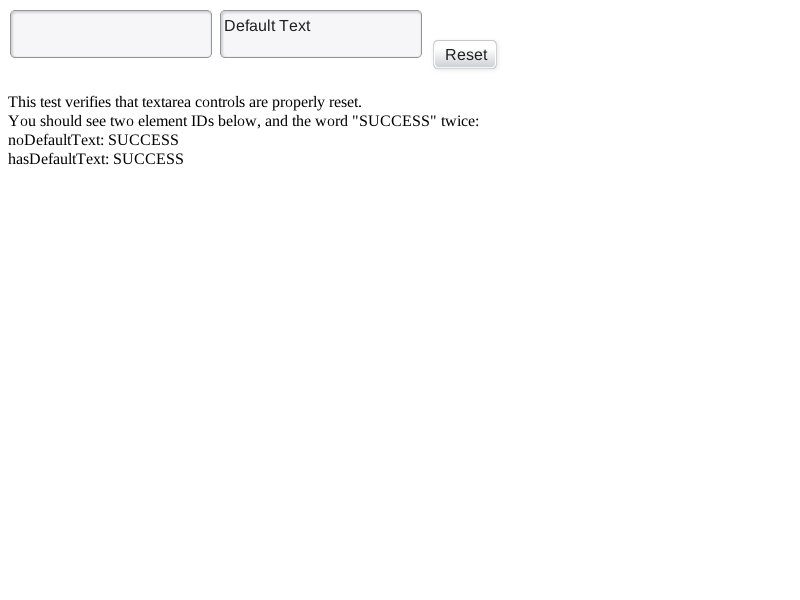 Default Text
Reset
This test verifies that textarea controls are properly reset.
You should see two element IDs below, and the word "SUCCESS" twice:
noDefaultText: SUCCESS
hasDefaultText: SUCCESS